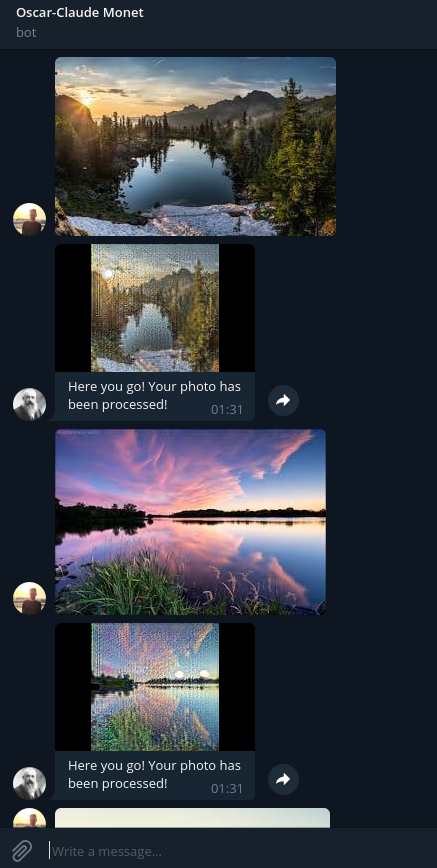 Oscar-Claude Monet
bot
Here you go! Your photo has
been processed!
01:31
Here you go! Your photo has
been processed!
01:31
Write a message...